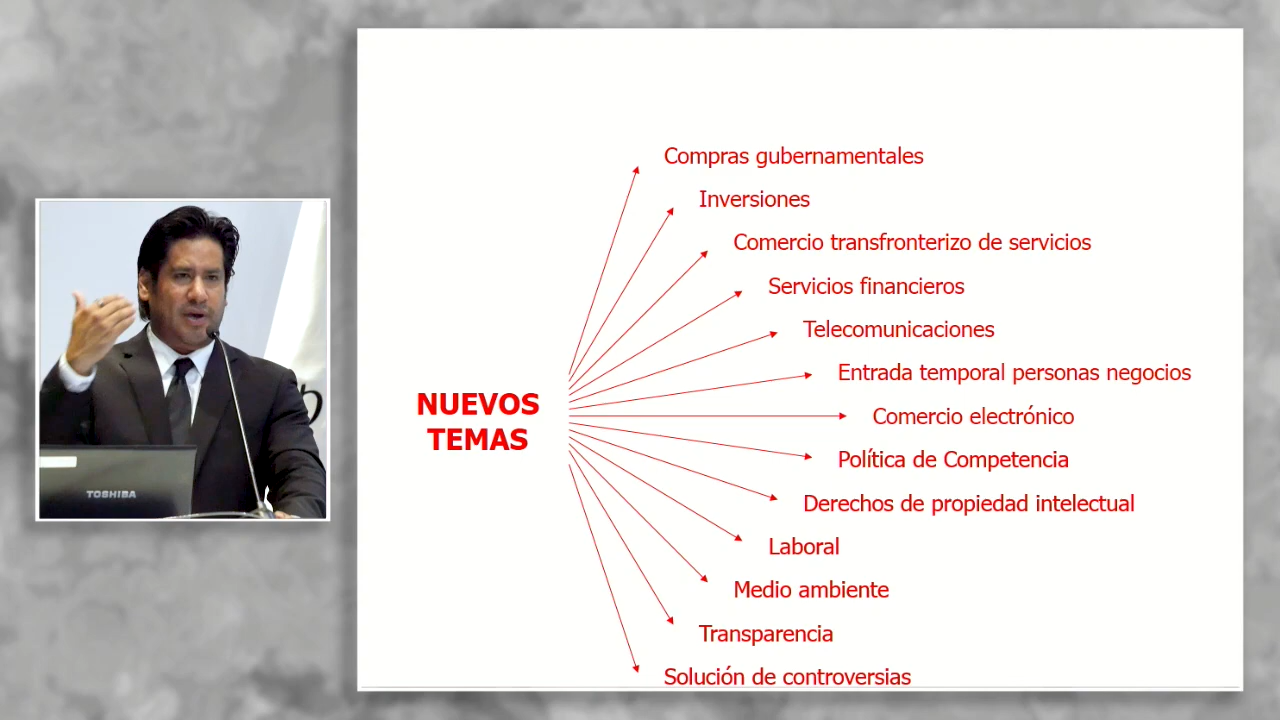 Compras gubernamentales
Inversiones
Comercio transfronterizo de servicios
Servicios financieros
Telecomunicaciones
Entrada temporal personas negocios
NUEVOS
TEMAS
Comercio electrónico
Política de Competencia
Derechos de propiedad intelectual
Laboral
Medio ambiente
Transparencia
Solución de controversias
TOSHIBA